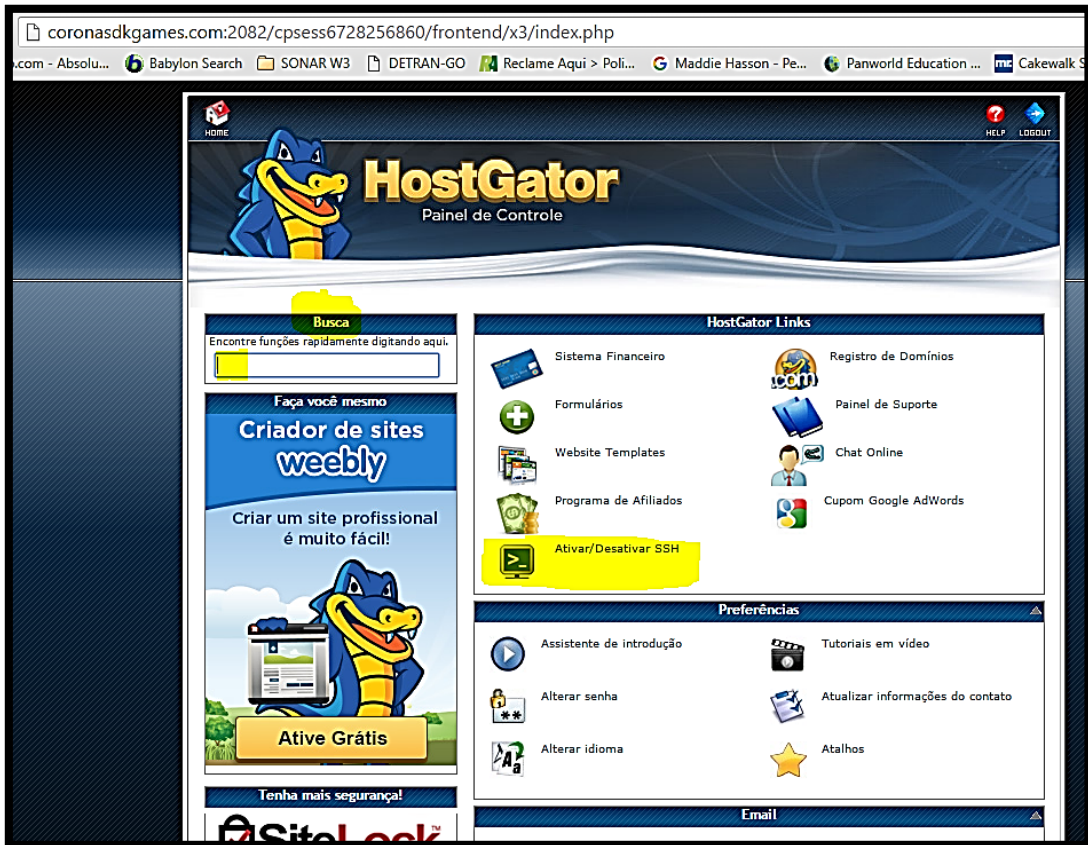 coronasdkgames.com:2082/cpsess6728256860/frontend/x3/index.php
.com - Absolu... Babylon Search SONAR W3 DETRAN-GO Reclame Aqui > Poli... Maddie Hasson - Pe... Panworld Education ... Cakewalk S
HOME
HELP LOGOUT
HostGator
Painel de Controle
Busca
Encontre funções rapidamente digitando aqui.
Faça você mesmo
Criador de sites
weebly
Criar um site profissional
é muito fácil!
Ative Grátis
Tenha mais segurança!
SiteLock™
HostGator Links
Sistema Financeiro
Registro de Domínios
.com
Formulários
Painel de Suporte
Website Templates
Chat Online
Programa de Afiliados
Cupom Google AdWords
Ativar/Desativar SSH
Preferências
Assistente de introdução
Tutoriais em vídeo
Alterar senha
Atualizar informações do contato
Alterar idioma
Atalhos
Email